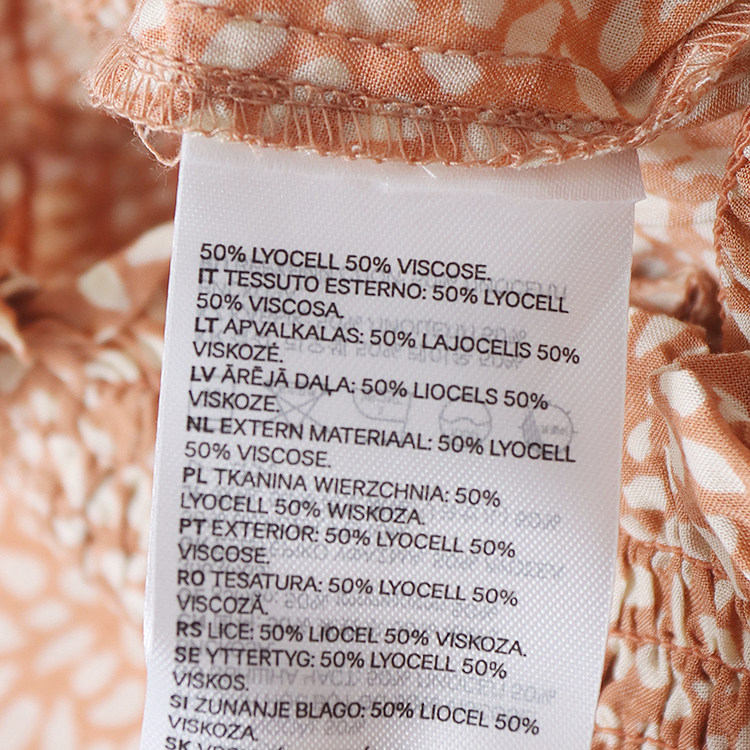 50% LYOCELL 50% VISCOSE.
IT TESSUTO ESTERNO: 50% LYOCELL
50% VISCOSA.
LT APVALKALAS: 50% LAJOCELIS 50%
VISKOZĖ.
LV ĀRĒJĀ DAĻA: 50% LIOCELS 50%
VISKOZE.
NL EXTERN MATERIAAL: 50% LYOCELL
50% VISCOSE.
PL TKANINA WIERZCHNIA: 50%
LYOCELL 50% WISKOZA.
PT EXTERIOR: 50% LYOCELL 50%
VISCOSE.
RO TESATURA: 50% LYOCELL 50%
VISCOZĂ.
RS LICE: 50% LIOCEL 50% VISKOZA.
SE YTTERTYG: 50% LYOCELL 50%
VISKOS.
SI ZUNANJE BLAGO: 50% LIOCEL 50%
VISKOZA.
SK